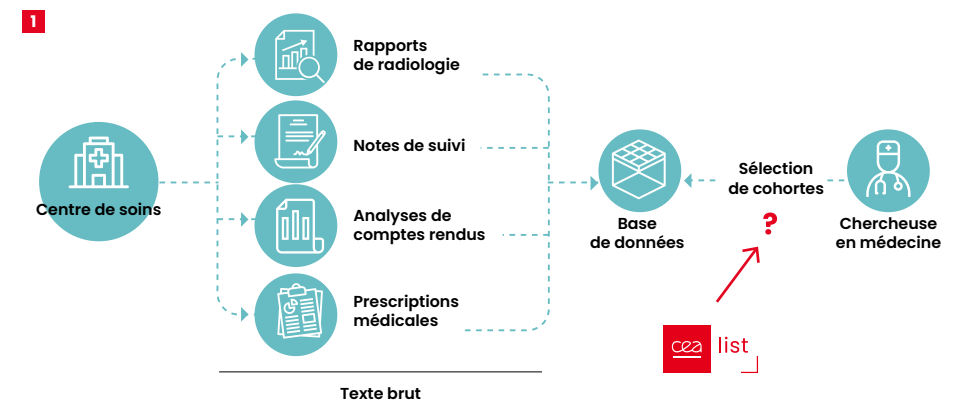 1
Centre de soins
Rapports
de radiologie
Notes de suivi
Analyses de
comptes rendus
Prescriptions
médicales
Texte brut
Base
de données
Sélection
de cohortes
?
Chercheuse
en médecine
cea list